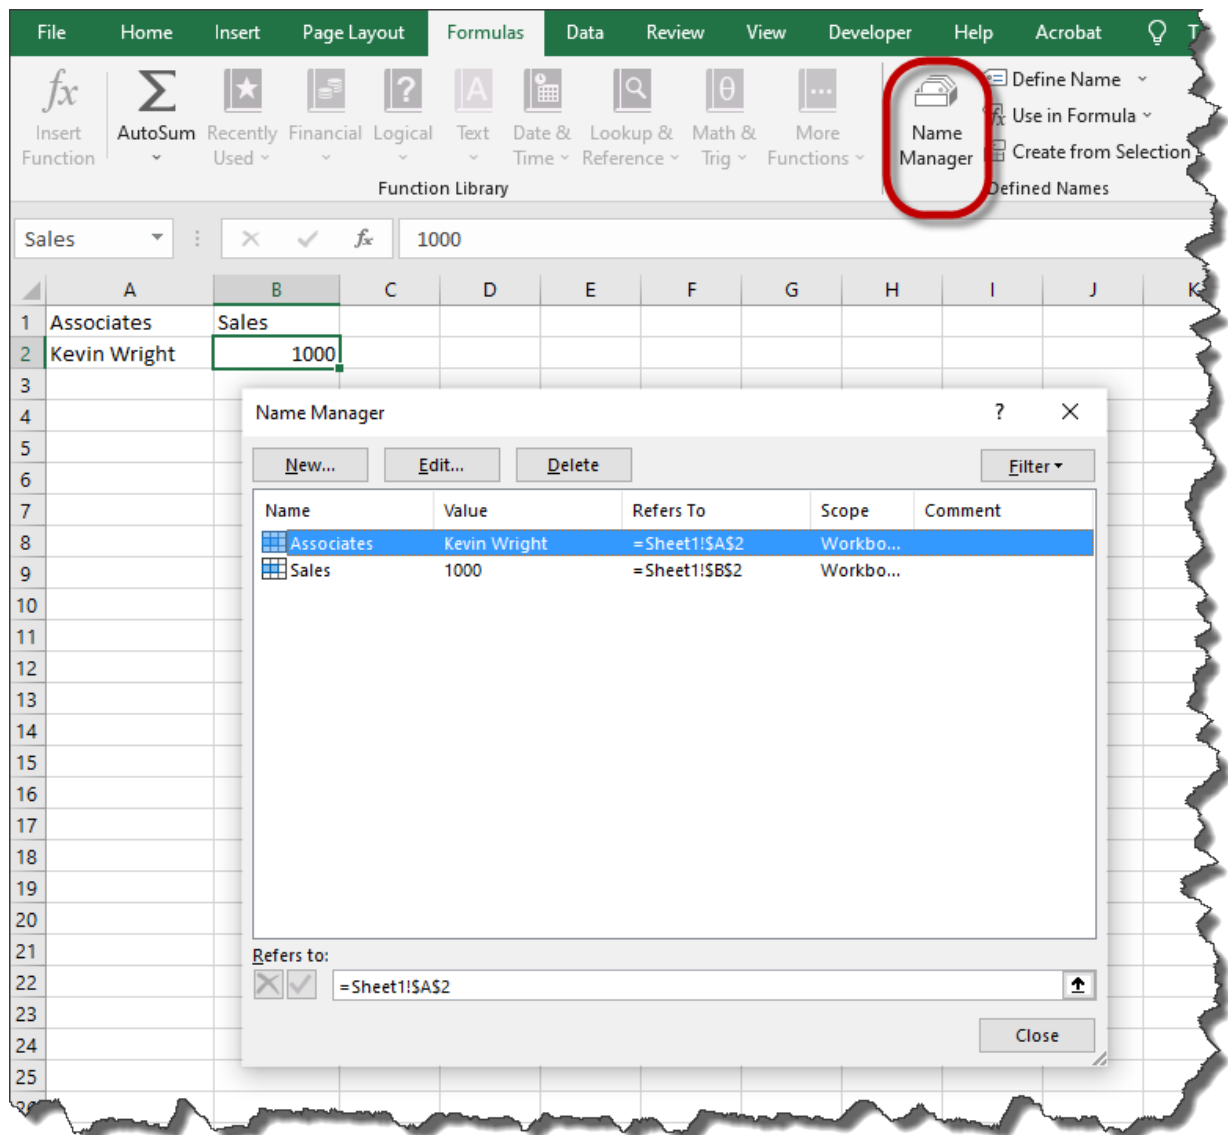 File Home Insert Page Layout Formulas Data Review View Developer Help Acrobat T
fx Σ ? A θ
Insert Function
AutoSum
Recently Used
Financial
Logical
Text
Date & Time
Lookup & Reference
Math & Trig
More Functions
Function Library
Name Manager
Define Name
Use in Formula
Create from Selection
Defined Names
Sales fx 1000
A B C D E F G H I J K
1 Associates Sales
2 Kevin Wright 1000
3
4
5
6
7
8
9
10
11
12
13
14
15
16
17
18
19
20
21
22
23
24
25
Name Manager ? X
New... Edit... Delete Filter
Name Value Refers To Scope Comment
Associates Kevin Wright =Sheet1!$A$2 Workbo...
Sales 1000 =Sheet1!$B$2 Workbo...
Refers to:
=Sheet1!$A$2
Close